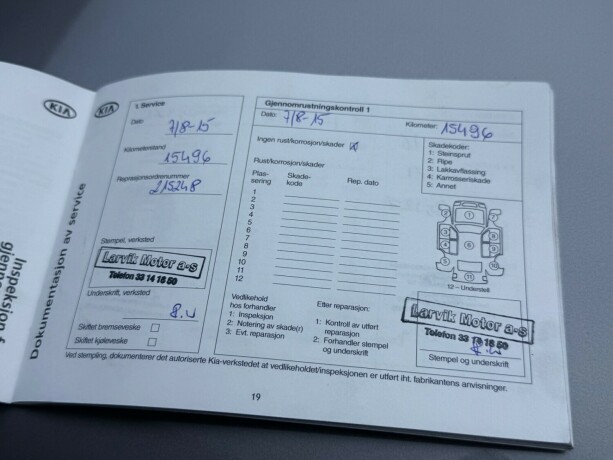 KIA
KIA
Dokumentasjon av service
Inspeksjon
1. Service
Dato
7/8-15
Kilometerstand
15496
Reparasjonsordrenummer
215248
Stempel, verksted
Larvik Motor a-s
Telefon 33 14 18 50
Underskrift, verksted
Skiftet bremsevæske
Skiftet kjølevæske
Gjennomrustningskontroll 1
Dato: 7/8-15
Kilometer: 15496
Ingen rust/korrosjon/skader
Rust/korrosjon/skader
Plas-
sering
Skade-
kode
Rep. dato
1
2
3
4
5
6
7
8
9
10
11
12
Skadekoder:
1: Steinsprut
2: Ripe
3: Lakkavflassing
4: Karosseriskade
5: Annet
12 – Understell
Vedlikehold
hos forhandler
1: Inspeksjon
2: Notering av skade(r)
3: Evt. reparasjon
Etter reparasjon:
1: Kontroll av utført
reparasjon
2: Forhandler stempel
og underskrift
Larvik Motor a-s
Telefon 33 14 18 50
Stempel og underskrift
Ved stempling, dokumenterer det autoriserte Kia-verkstedet at vedlikeholdet/inspeksjonen er utført iht. fabrikantens anvisninger.
19